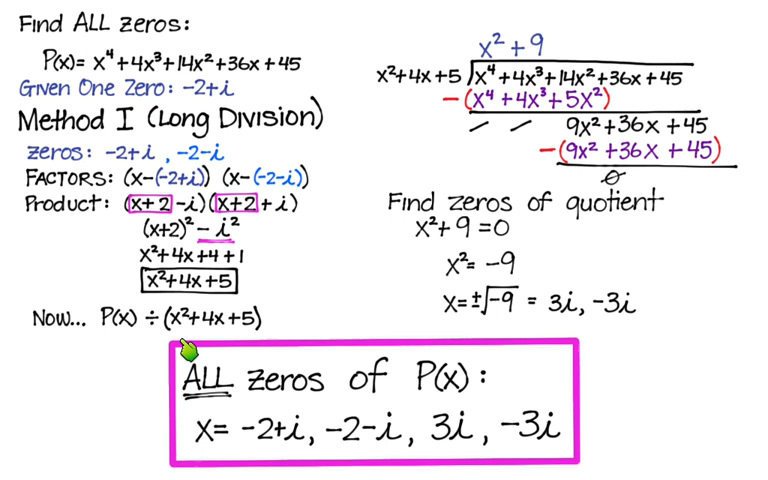 Find ALL zeros:
P(x) = x⁴+4x³+14x²+36x+45
Given One Zero: -2+i
Method I (Long Division)
zeros: -2+i, -2-i
FACTORS: (x-(-2+i)) (x-(-2-i))
Product: (x+2-i)(x+2+i)
(x+2)² - i²
x²+4x+4+1
x²+4x+5
Now... P(x) ÷ (x²+4x+5)
x²+9
x²+4x+5 )x⁴+4x³+14x²+36x+45
-(x⁴+4x³+5x²)
9x²+36x+45
-(9x²+36x+45)
0
Find zeros of quotient
x²+9=0
x²= -9
x=±√-9 = 3i, -3i
ALL zeros of P(x):
x= -2+i, -2-i, 3i, -3i